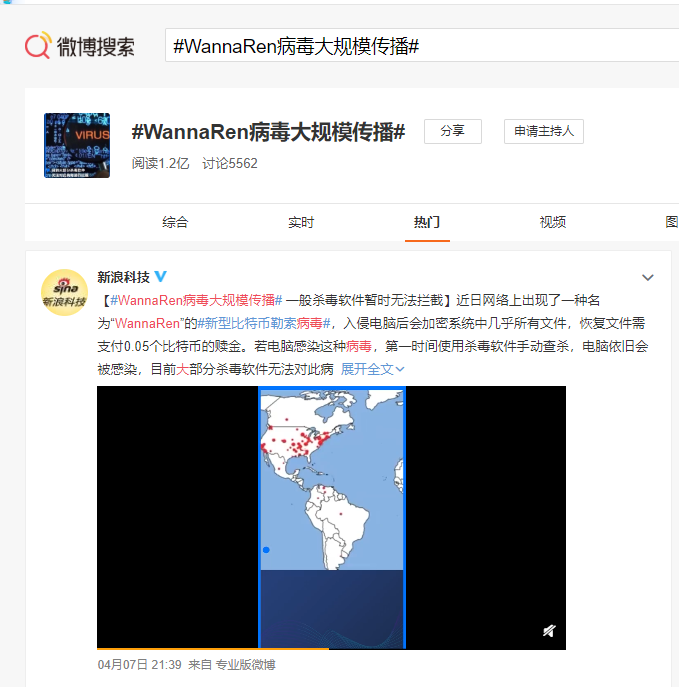 微博搜索
#WannaRen病毒大规模传播#
VIRUS
#WannaRen病毒大规模传播#
分享
申请主持人
阅读1.2亿 讨论5562
综合 实时 热门 视频 图
sina
新浪科技
新浪科技
【#WannaRen病毒大规模传播# 一般杀毒软件暂时无法拦截】近日网络上出现了一种名
为“WannaRen”的#新型比特币勒索病毒#，入侵电脑后会加密系统中几乎所有文件，恢复文件需
支付0.05个比特币的赎金。若电脑感染这种病毒，第一时间使用杀毒软件手动查杀，电脑依旧会
被感染，目前大部分杀毒软件无法对此病 展开全文
04月07日 21:39 来自 专业版微博